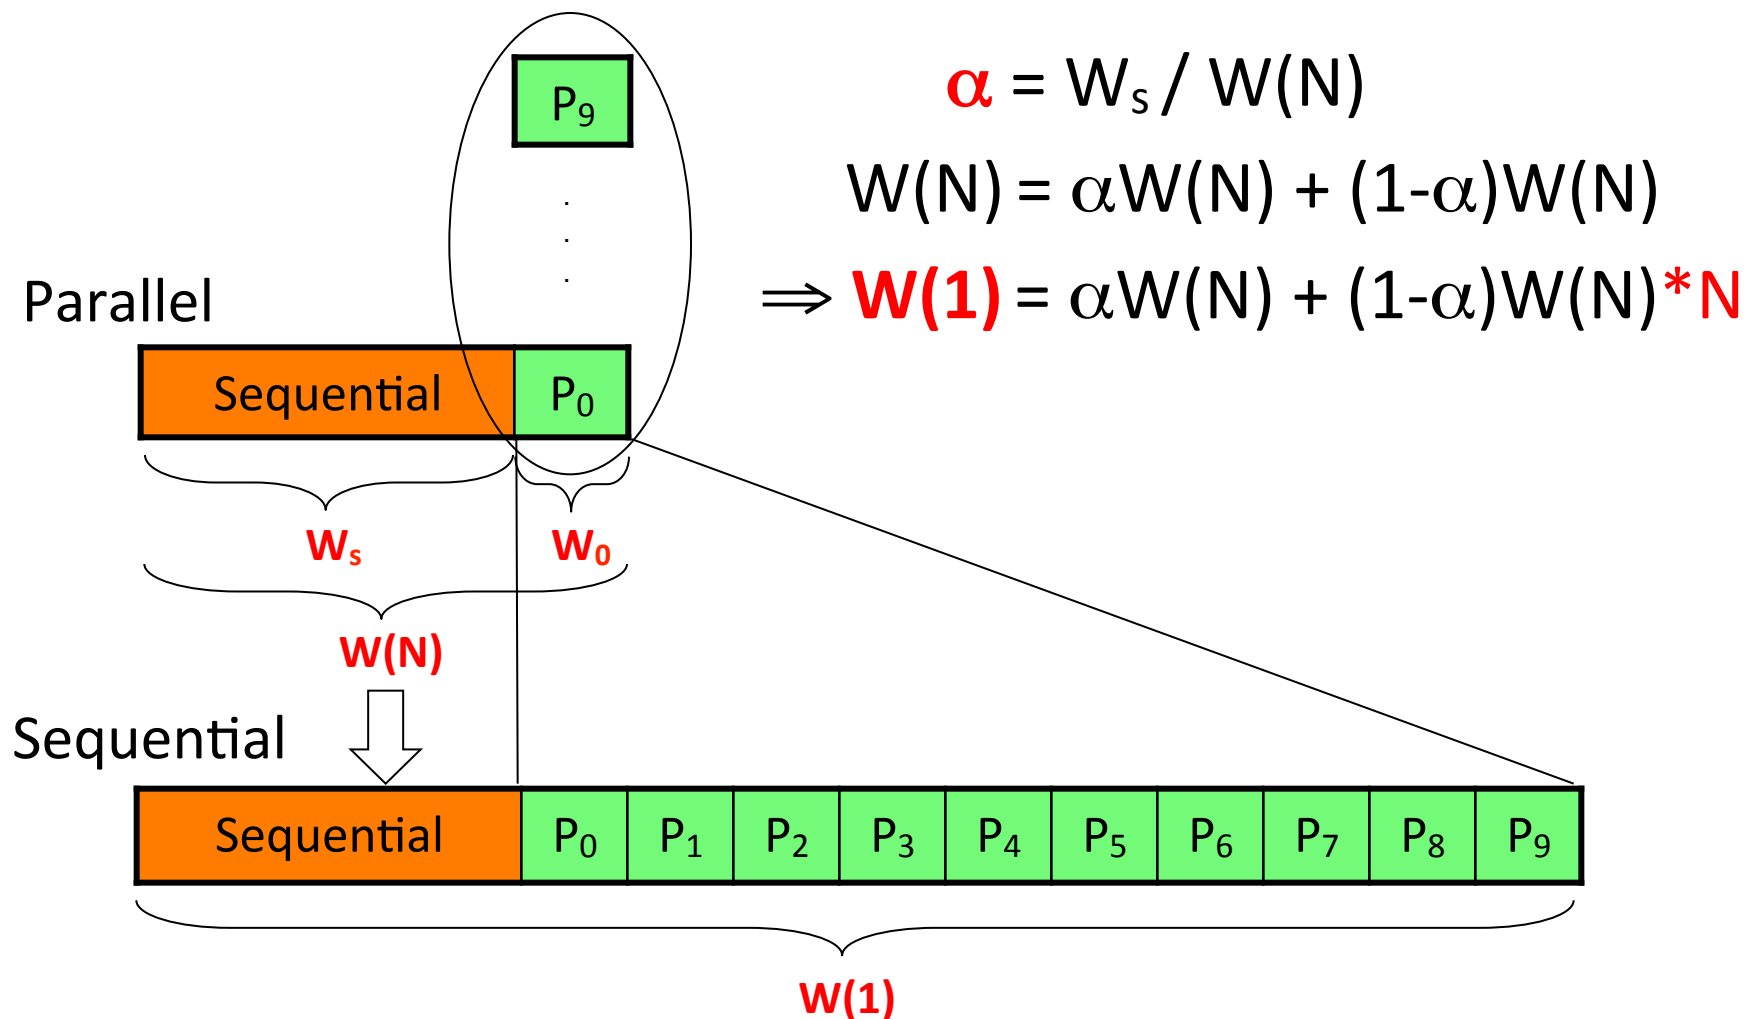 α = Wₛ / W(N)
W(N) = αW(N) + (1-α)W(N)
⇒ W(1) = αW(N) + (1-α)W(N)*N
P₉
.
.
.
Parallel
Sequential P₀
Wₛ W₀
W(N)
Sequential
Sequential P₀ P₁ P₂ P₃ P₄ P₅ P₆ P₇ P₈ P₉
W(1)